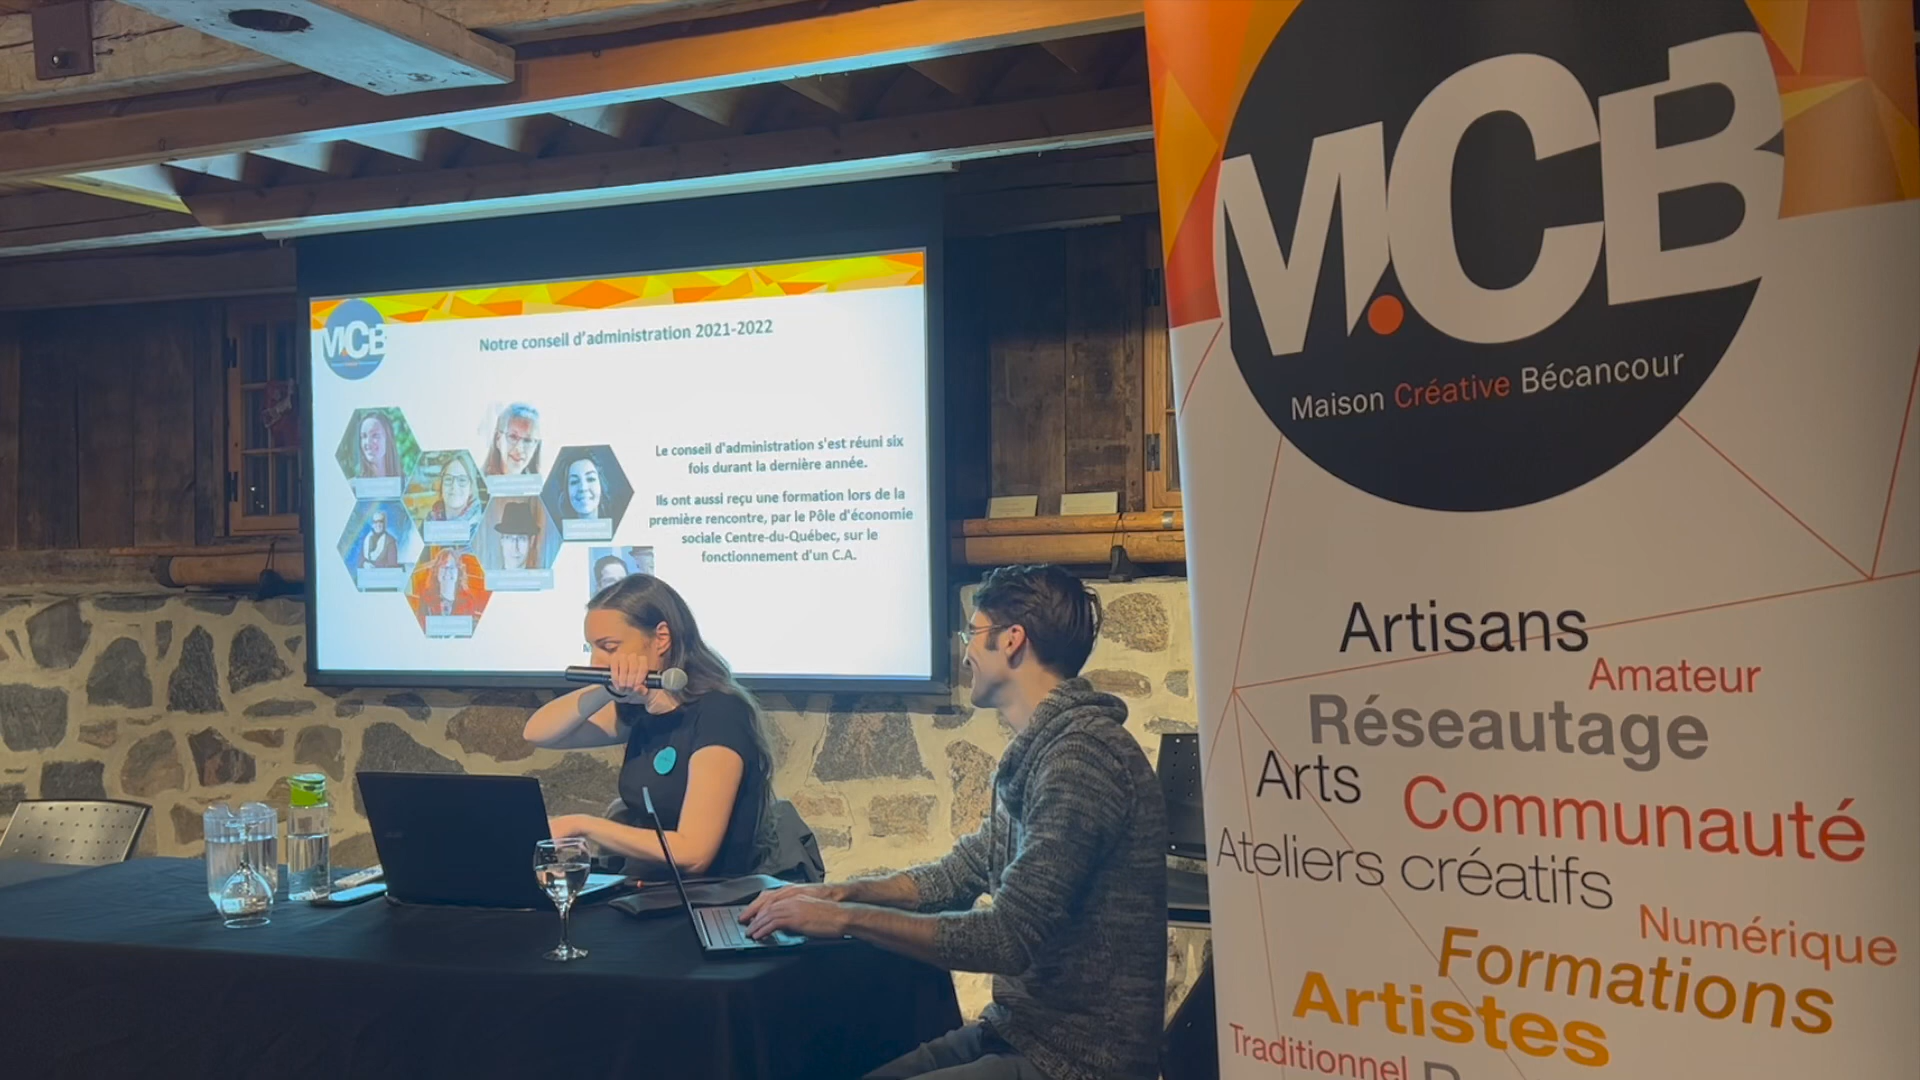 MCB
Notre conseil d'administration 2021-2022
Le conseil d'administration s'est réuni six
fois durant la dernière année.
Ils ont aussi reçu une formation lors de la
première rencontre, par le Pôle d'économie
sociale Centre-du-Québec, sur le
fonctionnement d'un C.A.
M.CB
Maison Créative Bécancour
Artisans
Amateur
Réseautage
Arts
Communauté
Ateliers créatifs
Numérique
Formations
Artistes
Traditionnel